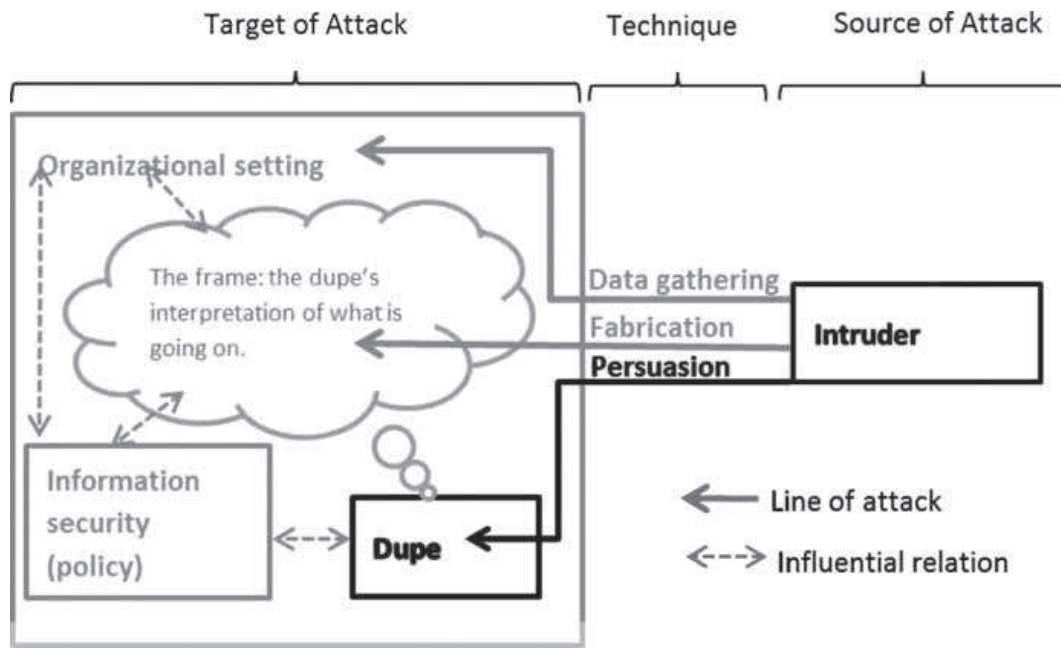 Target of Attack
Technique
Source of Attack
Organizational setting
The frame: the dupe's
interpretation of what is
going on.
Data gathering
Fabrication
Persuasion
Intruder
Information
security
(policy)
Dupe
Line of attack
Influential relation